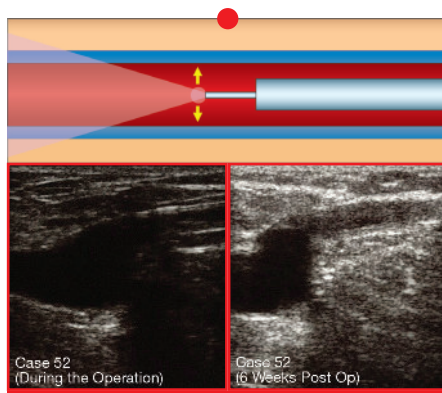 Case 52
(During the Operation)
Case 52
(6 Weeks Post Op)